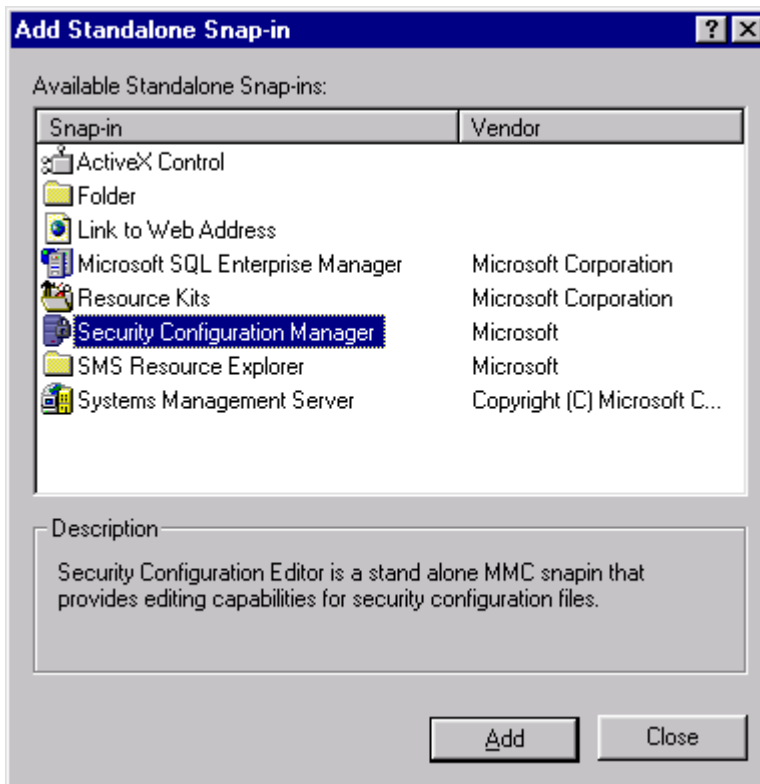 Add Standalone Snap-in
Available Standalone Snap-ins:
Snap-in Vendor
ActiveX Control
Folder
Link to Web Address
Microsoft SQL Enterprise Manager Microsoft Corporation
Resource Kits Microsoft Corporation
Security Configuration Manager Microsoft
SMS Resource Explorer Microsoft
Systems Management Server Copyright (C) Microsoft C...
Description
Security Configuration Editor is a stand alone MMC snapin that
provides editing capabilities for security configuration files.
Add Close